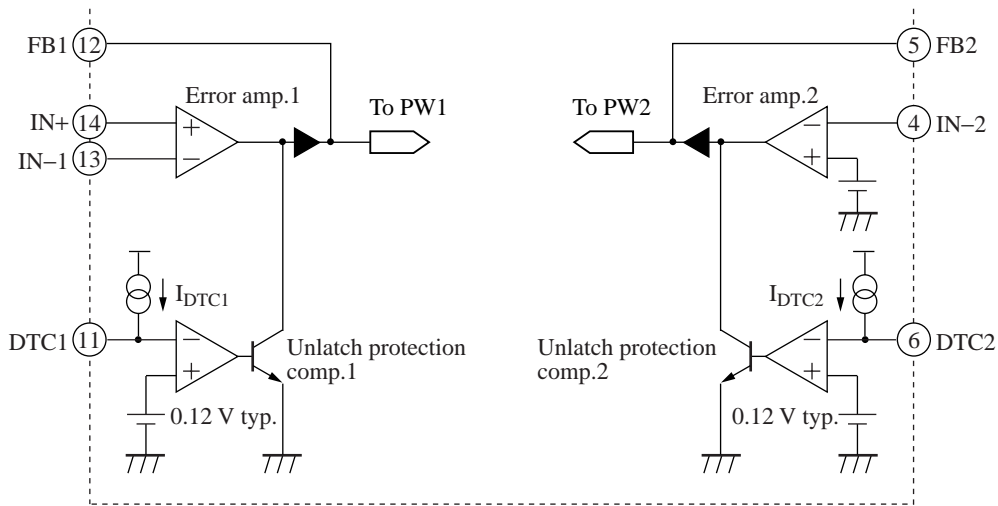 FB1 12
5 FB2
Error amp.1
Error amp.2
To PW1
To PW2
IN+ 14
+
−
4 IN−2
IN−1 13
−
+
I_DTC1
I_DTC2
DTC1 11
−
−
6 DTC2
+
+
Unlatch protection
comp.1
Unlatch protection
comp.2
0.12 V typ.
0.12 V typ.